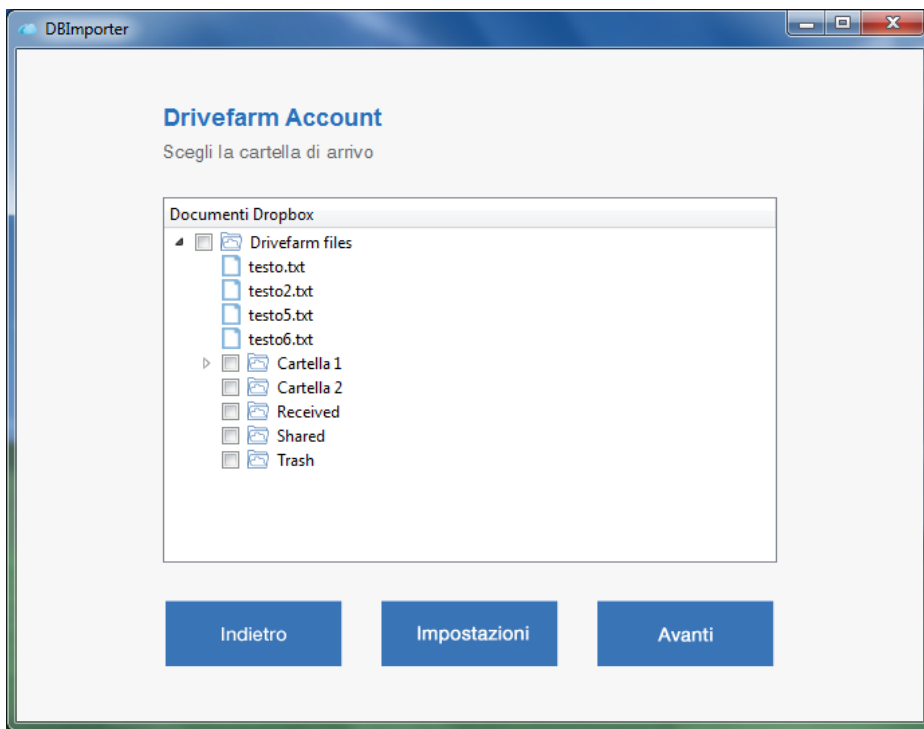 DBImporter
Drivefarm Account
Scegli la cartella di arrivo
Documenti Dropbox
Drivefarm files
testo.txt
testo2.txt
testo5.txt
testo6.txt
Cartella 1
Cartella 2
Received
Shared
Trash
Indietro Impostazioni Avanti